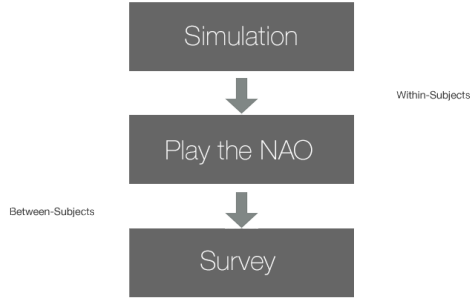 Simulation
Within-Subjects
Play the NAO
Between-Subjects
Survey